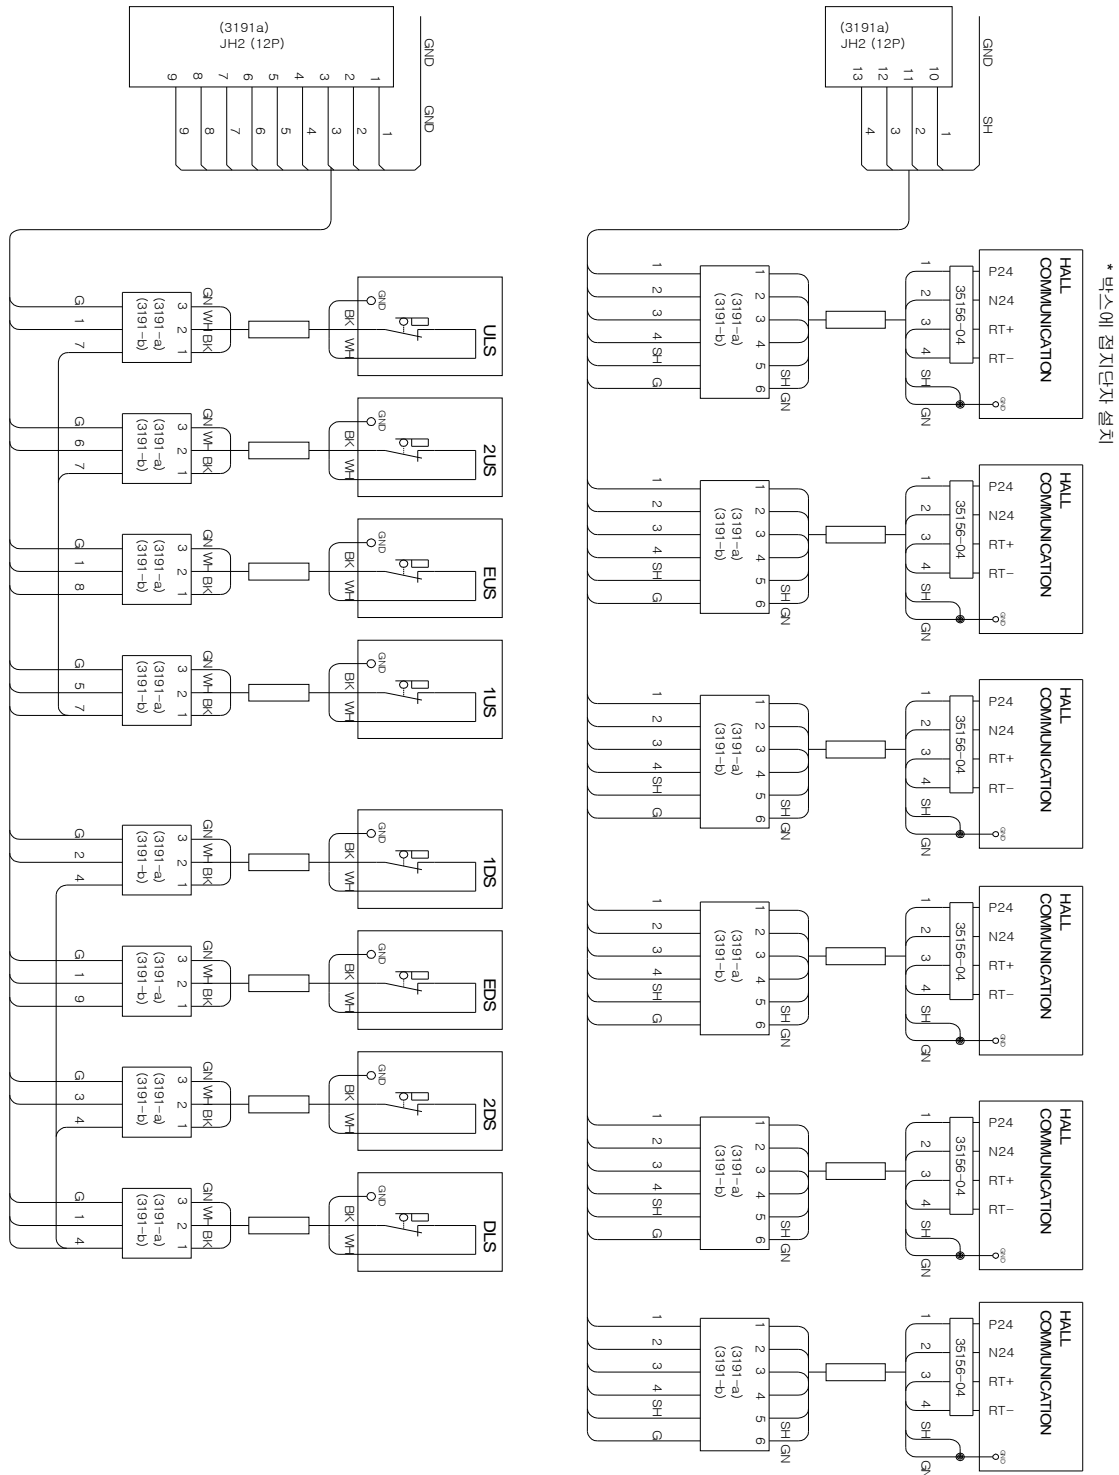 (3191a)
JH2 (12P)
9 8 7 6 5 4 3 2 1
GND
9 8 7 6 5 4 3 2 1
GND
(3191a)
JH2 (12P)
13 12 11 10
GND
4 3 2 1
SH
* 박스에 접지단자 설치
ULS
GND
BK WH
GN WH BK
3 2 1
(3191-a)
(3191-b)
G 1 7
2US
GND
BK WH
GN WH BK
3 2 1
(3191-a)
(3191-b)
G 6 7
EUS
GND
BK WH
GN WH BK
3 2 1
(3191-a)
(3191-b)
G 1 8
1US
GND
BK WH
GN WH BK
3 2 1
(3191-a)
(3191-b)
G 5 7
1DS
GND
BK WH
GN WH BK
3 2 1
(3191-a)
(3191-b)
G 2 4
EDS
GND
BK WH
GN WH BK
3 2 1
(3191-a)
(3191-b)
G 1 9
2DS
GND
BK WH
GN WH BK
3 2 1
(3191-a)
(3191-b)
G 3 4
DLS
GND
BK WH
GN WH BK
3 2 1
(3191-a)
(3191-b)
G 1 4
HALL
COMMUNICATION
P24
N24
RT+
RT-
GND
35156-04
1 2 3 4 SH GN
SH GN
1 2 3 4 5 6
(3191-a)
(3191-b)
1 2 3 4 SH G
HALL
COMMUNICATION
P24
N24
RT+
RT-
GND
35156-04
1 2 3 4 SH GN
SH GN
1 2 3 4 5 6
(3191-a)
(3191-b)
1 2 3 4 SH G
HALL
COMMUNICATION
P24
N24
RT+
RT-
GND
35156-04
1 2 3 4 SH GN
SH GN
1 2 3 4 5 6
(3191-a)
(3191-b)
1 2 3 4 SH G
HALL
COMMUNICATION
P24
N24
RT+
RT-
GND
35156-04
1 2 3 4 SH GN
SH GN
1 2 3 4 5 6
(3191-a)
(3191-b)
1 2 3 4 SH G
HALL
COMMUNICATION
P24
N24
RT+
RT-
GND
35156-04
1 2 3 4 SH GN
SH GN
1 2 3 4 5 6
(3191-a)
(3191-b)
1 2 3 4 SH G
HALL
COMMUNICATION
P24
N24
RT+
RT-
GND
35156-04
1 2 3 4 SH GN
SH GN
1 2 3 4 5 6
(3191-a)
(3191-b)
1 2 3 4 SH G